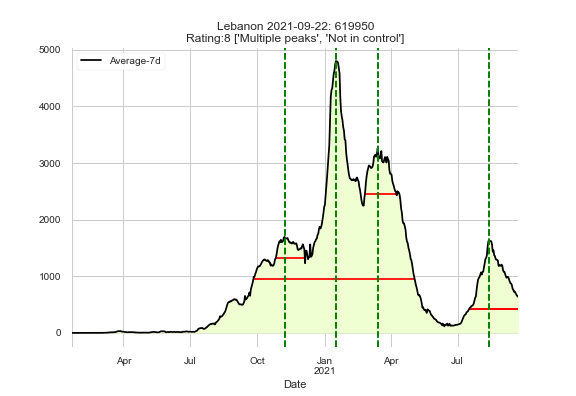 Lebanon 2021-09-22: 619950
Rating:8 ['Multiple peaks', 'Not in control']
Average-7d
5000
4000
3000
2000
1000
0
Apr Jul Oct Jan Apr Jul
2021
Date